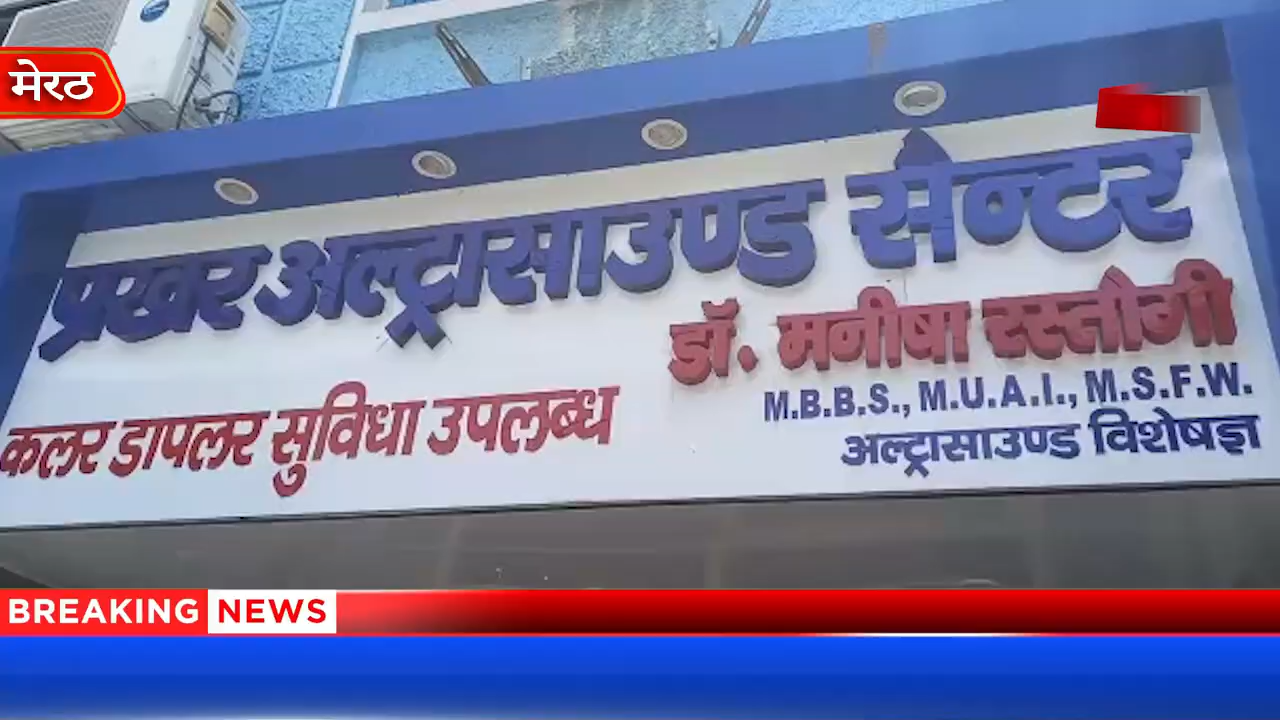 मेरठ
प्रखर अल्ट्रासाउण्ड सेन्टर
डॉ. मनीषा रस्तौगी
M.B.B.S., M.U.A.I., M.S.F.W.
अल्ट्रासाउण्ड विशेषज्ञ
कलर डापलर सुविधा उपलब्ध
BREAKING NEWS